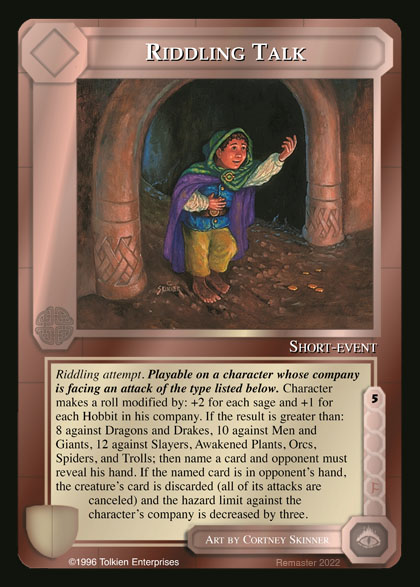 RIDDLING TALK
SKINNER
SHORT-EVENT
Riddling attempt. Playable on a character whose company
is facing an attack of the type listed below. Character
makes a roll modified by: +2 for each sage and +1 for
each Hobbit in his company. If the result is greater than:
8 against Dragons and Drakes, 10 against Men and
Giants, 12 against Slayers, Awakened Plants, Orcs,
Spiders, and Trolls; then name a card and opponent must
reveal his hand. If the named card is in opponent's hand,
the creature's card is discarded (all of its attacks are
canceled) and the hazard limit against the
character's company is decreased by three.
5
ART BY CORTNEY SKINNER
©1996 Tolkien Enterprises
Remaster 2022